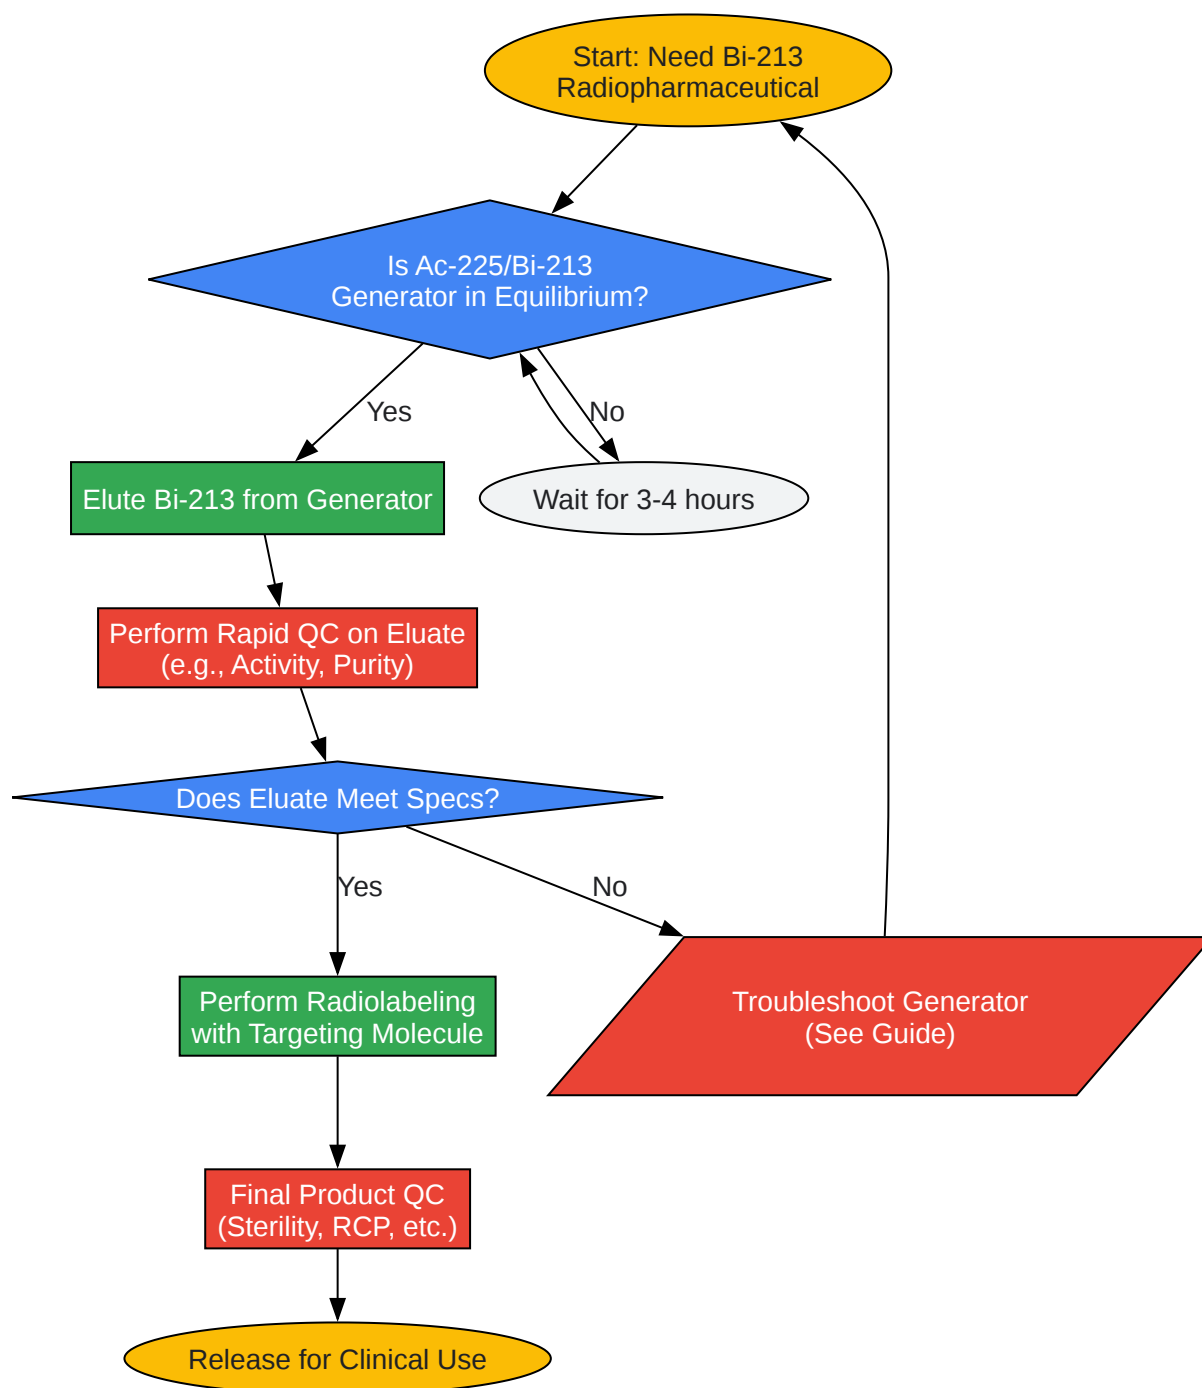 Start: Need Bi-213
Radiopharmaceutical
Is Ac-225/Bi-213
Generator in Equilibrium?
Yes
No
Elute Bi-213 from Generator
Wait for 3-4 hours
Perform Rapid QC on Eluate
(e.g., Activity, Purity)
Does Eluate Meet Specs?
Yes
No
Perform Radiolabeling
with Targeting Molecule
Troubleshoot Generator
(See Guide)
Final Product QC
(Sterility, RCP, etc.)
Release for Clinical Use